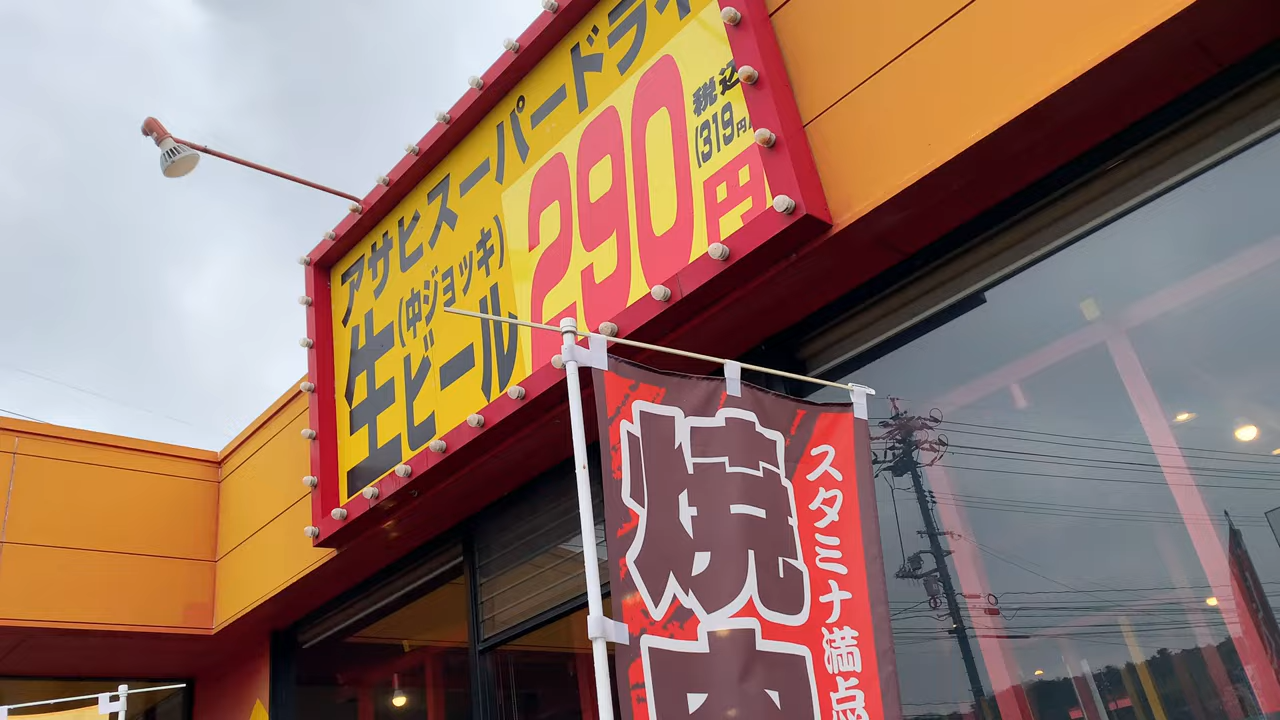 アサヒスーパードライ
(中ジョッキ)
生ビール
290円
税込
(319円)
焼肉
スタミナ満点